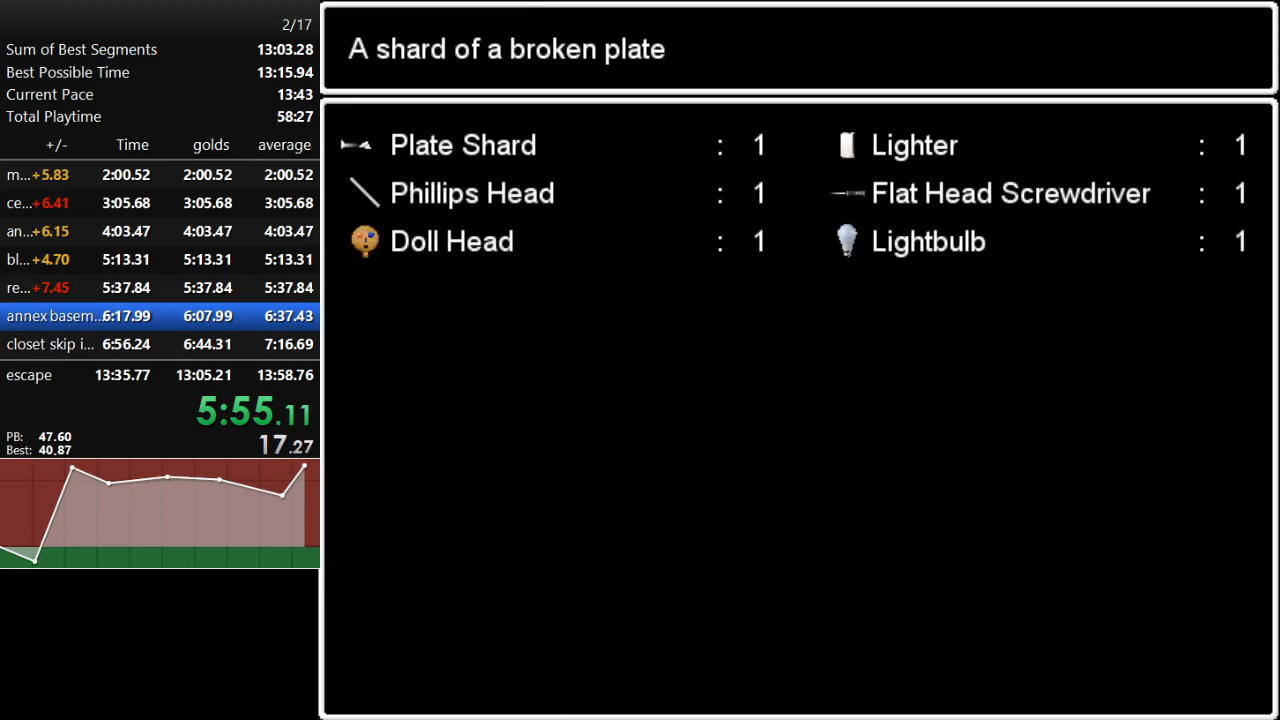 2/17
Sum of Best Segments 13:03.28
Best Possible Time 13:15.94
Current Pace 13:43
Total Playtime 58:27
+/- Time golds average
m...+5.83 2:00.52 2:00.52 2:00.52
ce...+6.41 3:05.68 3:05.68 3:05.68
an...+6.15 4:03.47 4:03.47 4:03.47
bl...+4.70 5:13.31 5:13.31 5:13.31
re...+7.45 5:37.84 5:37.84 5:37.84
annex basem... 6:17.99 6:07.99 6:37.43
closet skip i... 6:56.24 6:44.31 7:16.69
escape 13:35.77 13:05.21 13:58.76
5:55.11
PB: 47.60
Best: 40.87
17.27
A shard of a broken plate
Plate Shard : 1 Lighter : 1
Phillips Head : 1 Flat Head Screwdriver : 1
Doll Head : 1 Lightbulb : 1